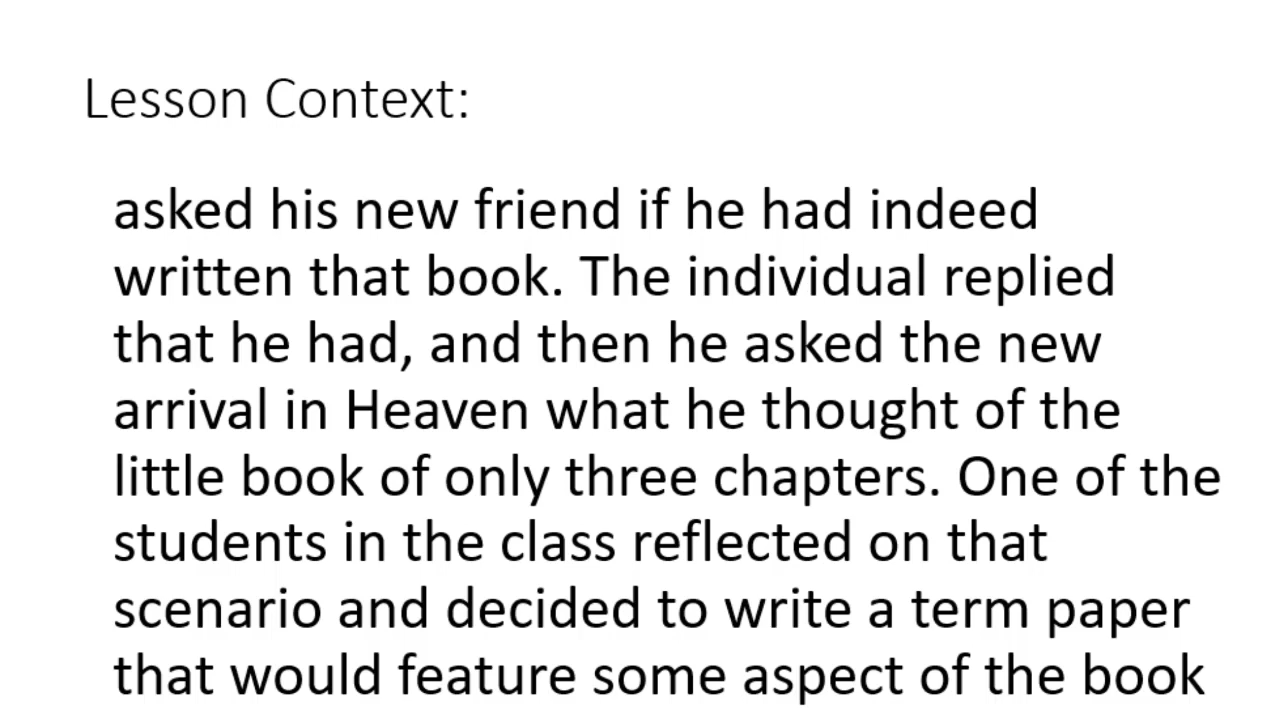 Lesson Context:
asked his new friend if he had indeed
written that book. The individual replied
that he had, and then he asked the new
arrival in Heaven what he thought of the
little book of only three chapters. One of the
students in the class reflected on that
scenario and decided to write a term paper
that would feature some aspect of the book